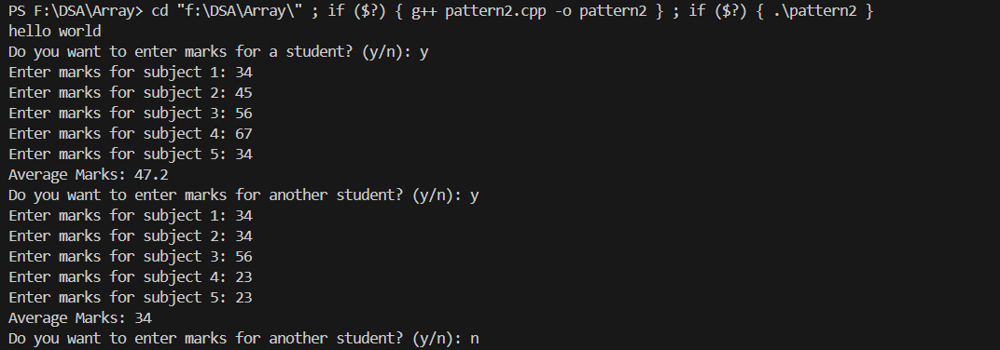 PS F:\DSA\Array> cd "f:\DSA\Array\" ; if ($?) { g++ pattern2.cpp -o pattern2 } ; if ($?) { .\pattern2 }
hello world
Do you want to enter marks for a student? (y/n): y
Enter marks for subject 1: 34
Enter marks for subject 2: 45
Enter marks for subject 3: 56
Enter marks for subject 4: 67
Enter marks for subject 5: 34
Average Marks: 47.2
Do you want to enter marks for another student? (y/n): y
Enter marks for subject 1: 34
Enter marks for subject 2: 34
Enter marks for subject 3: 56
Enter marks for subject 4: 23
Enter marks for subject 5: 23
Average Marks: 34
Do you want to enter marks for another student? (y/n): n